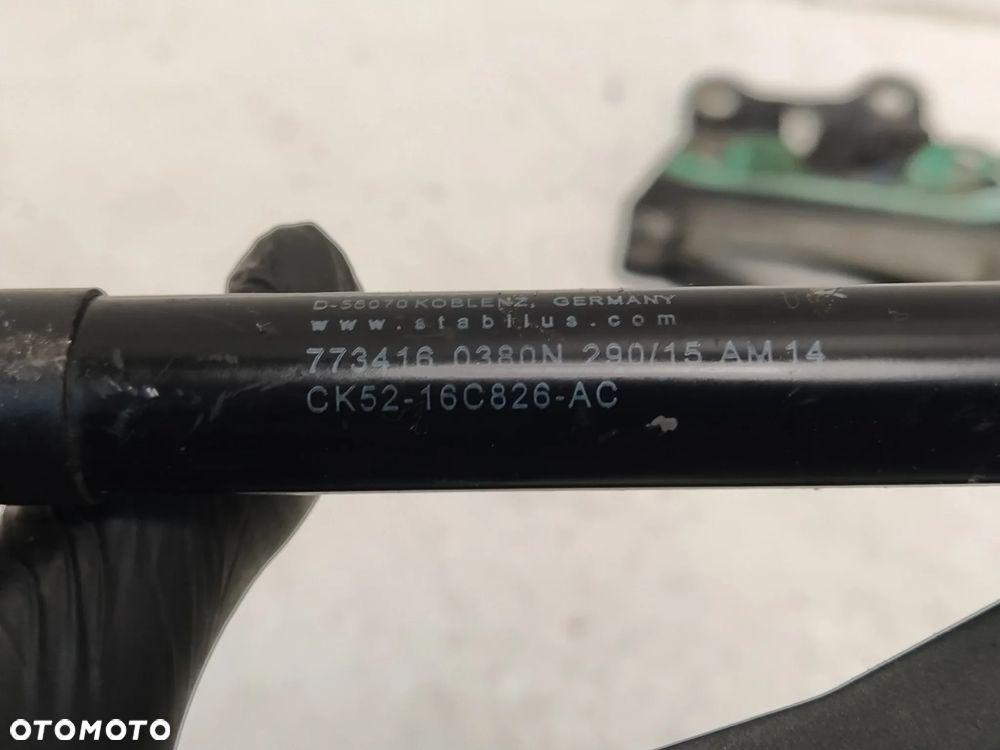 D-56070 KOBLENZ, GERMANY
www.stabilus.com
773416 0380N 290/15 AM 14
CK52-16C826-AC
OTOMOTO